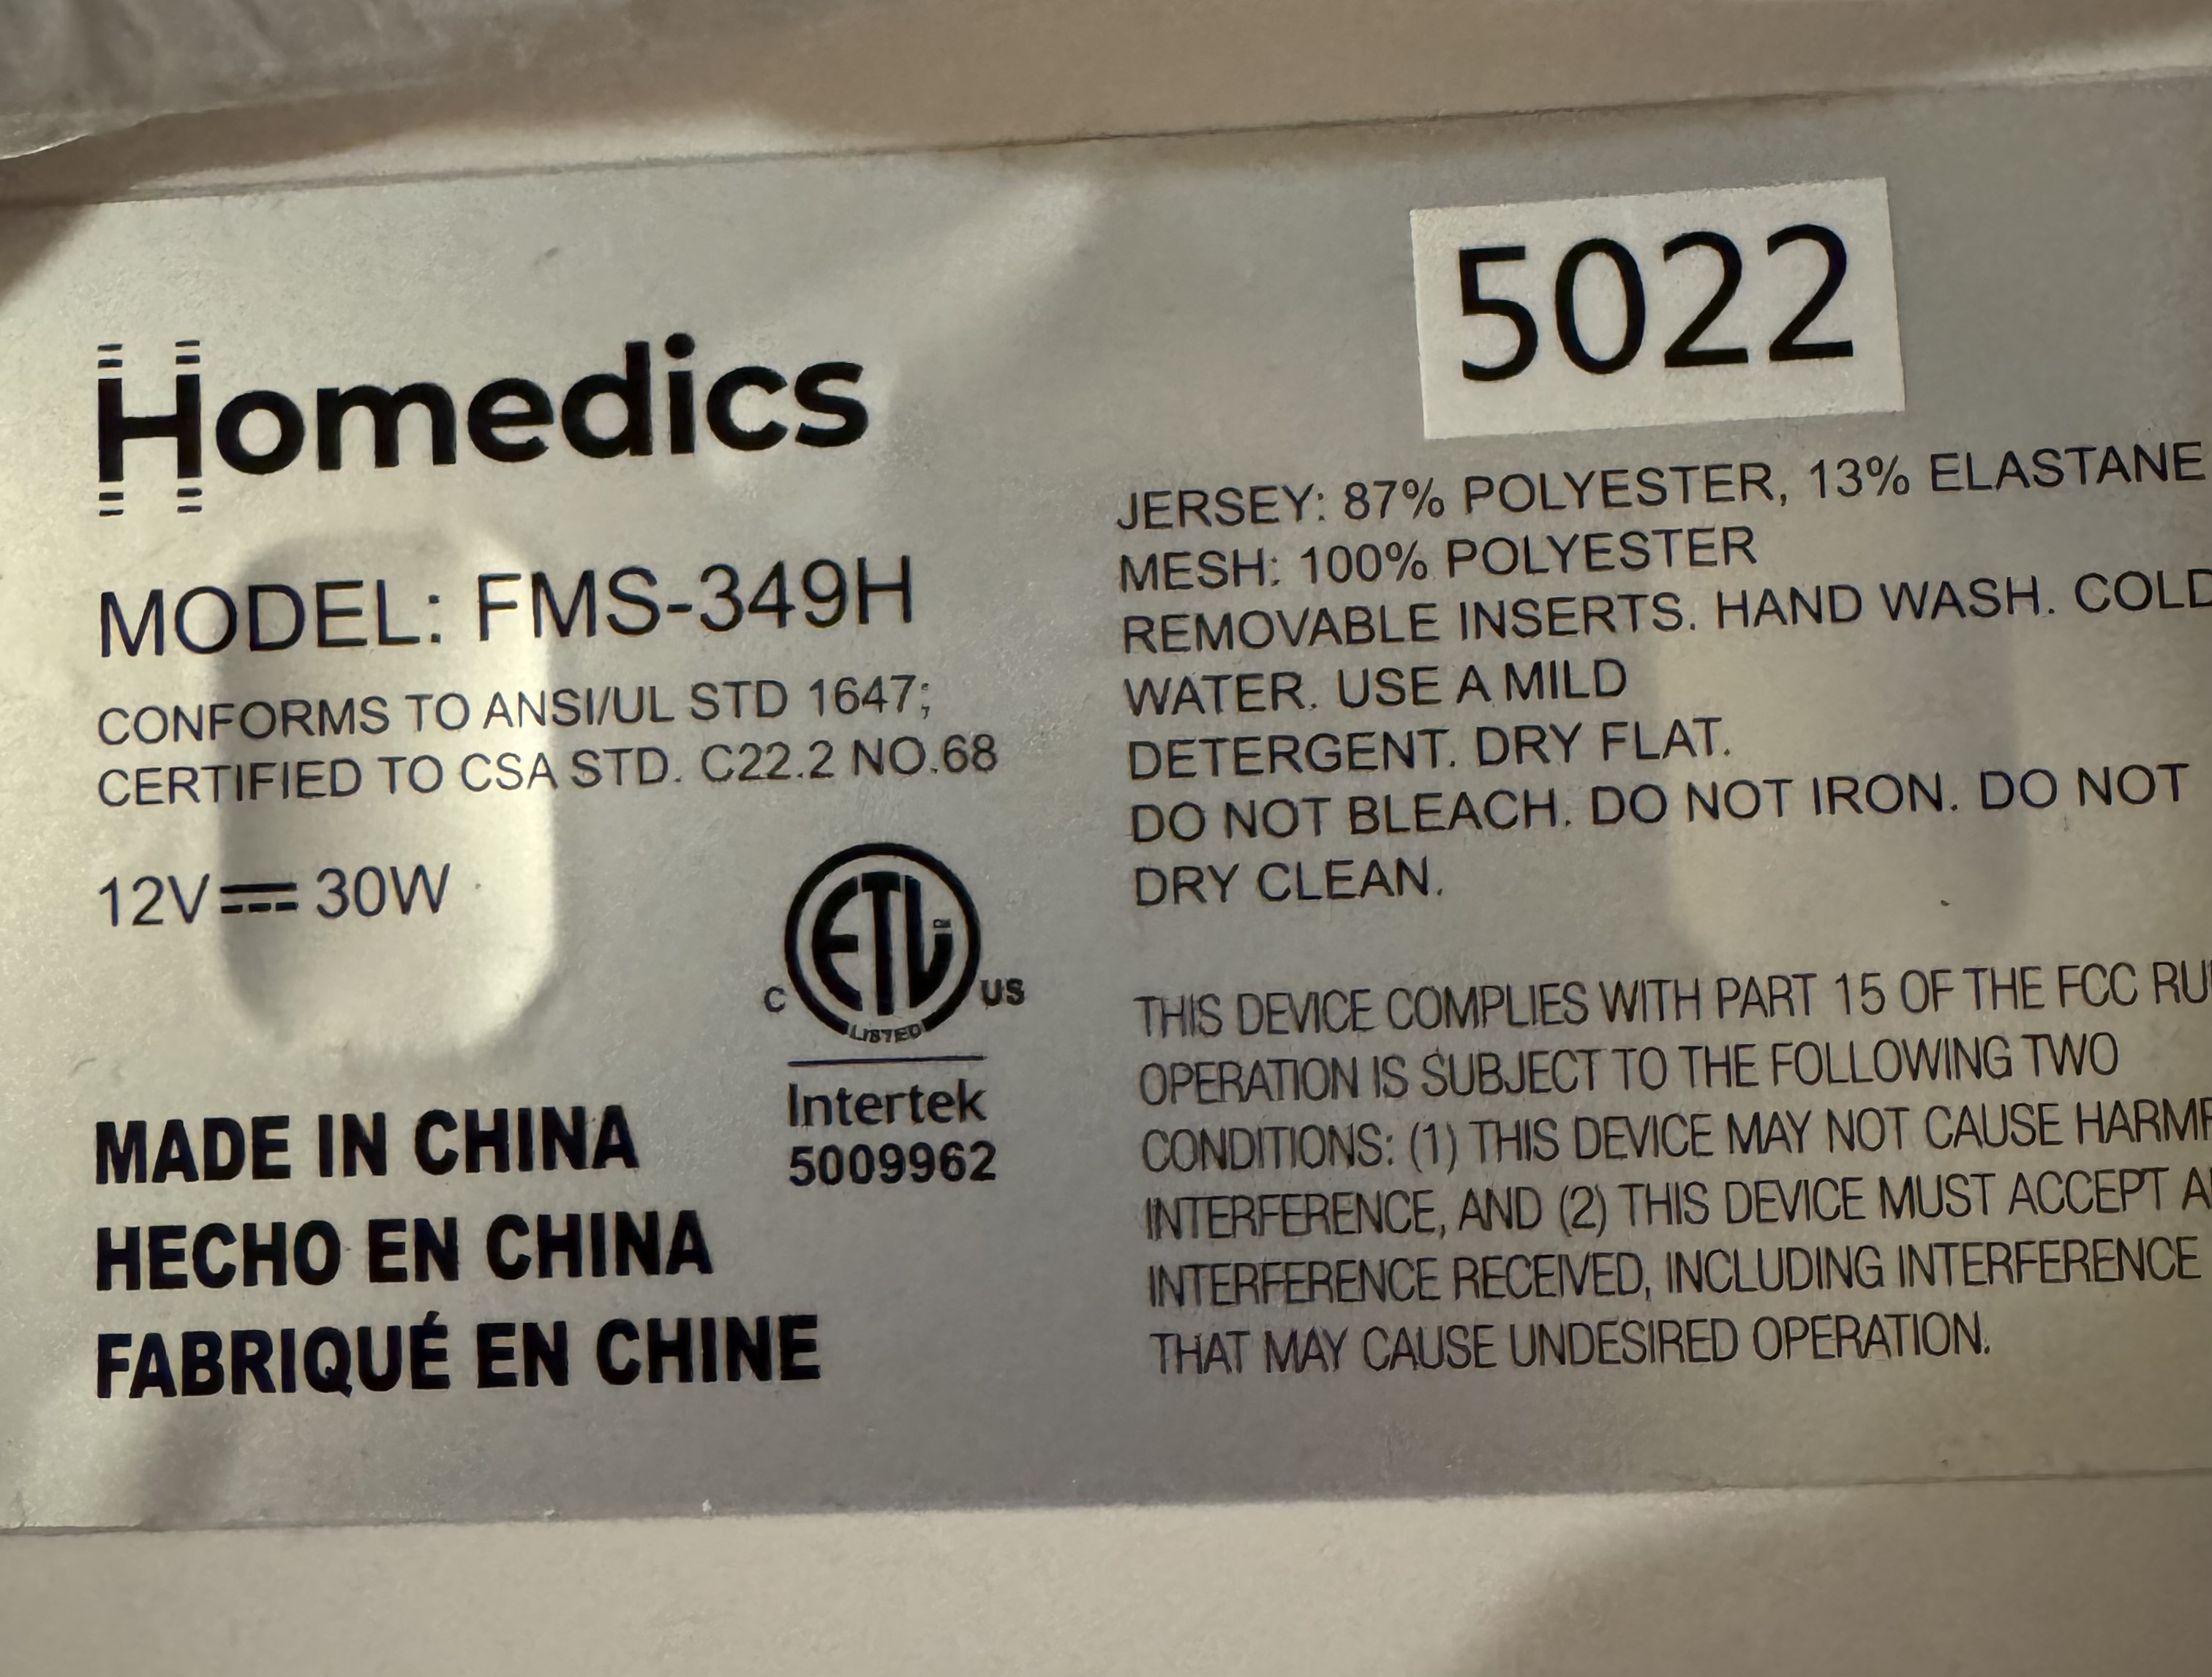 Homedics
MODEL: FMS-349H
CONFORMS TO ANSI/UL STD 1647;
CERTIFIED TO CSA STD. C22.2 NO.68
12V⎓30W
C ETL US
LISTED
Intertek
5009962
MADE IN CHINA
HECHO EN CHINA
FABRIQUÉ EN CHINE
5022
JERSEY: 87% POLYESTER, 13% ELASTANE
MESH: 100% POLYESTER
REMOVABLE INSERTS. HAND WASH. COLD
WATER. USE A MILD
DETERGENT. DRY FLAT.
DO NOT BLEACH. DO NOT IRON. DO NOT
DRY CLEAN.
THIS DEVICE COMPLIES WITH PART 15 OF THE FCC
OPERATION IS SUBJECT TO THE FOLLOWING TWO
CONDITIONS: (1) THIS DEVICE MAY NOT CAUSE
INTERFERENCE, AND (2) THIS DEVICE MUST ACCEPT
INTERFERENCE RECEIVED, INCLUDING INTERFERENCE
THAT MAY CAUSE UNDESIRED OPERATION.